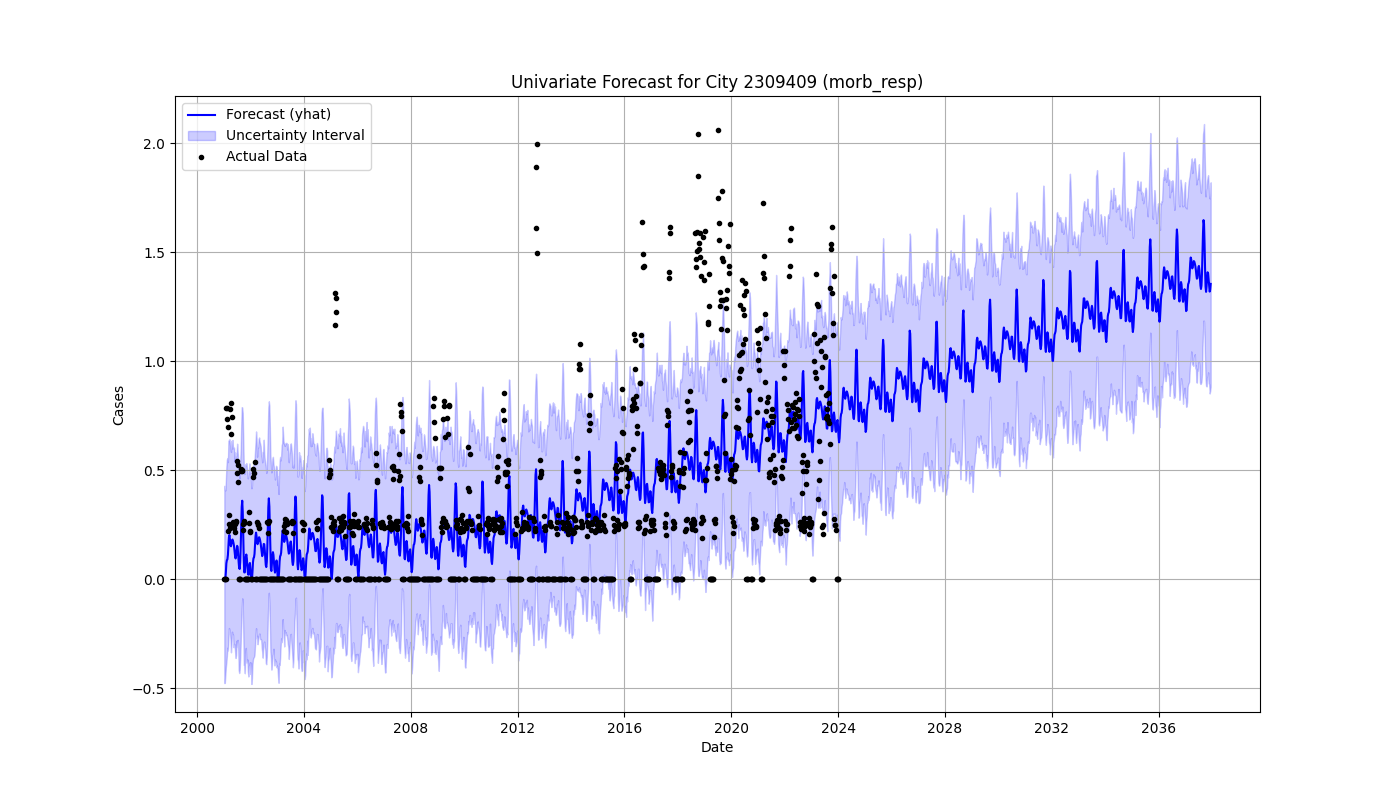 Univariate Forecast for City 2309409 (morb_resp)
Forecast (yhat)
Uncertainty Interval
Actual Data
2.0
1.5
1.0
0.5
0.0
−0.5
Cases
2000 2004 2008 2012 2016 2020 2024 2028 2032 2036
Date